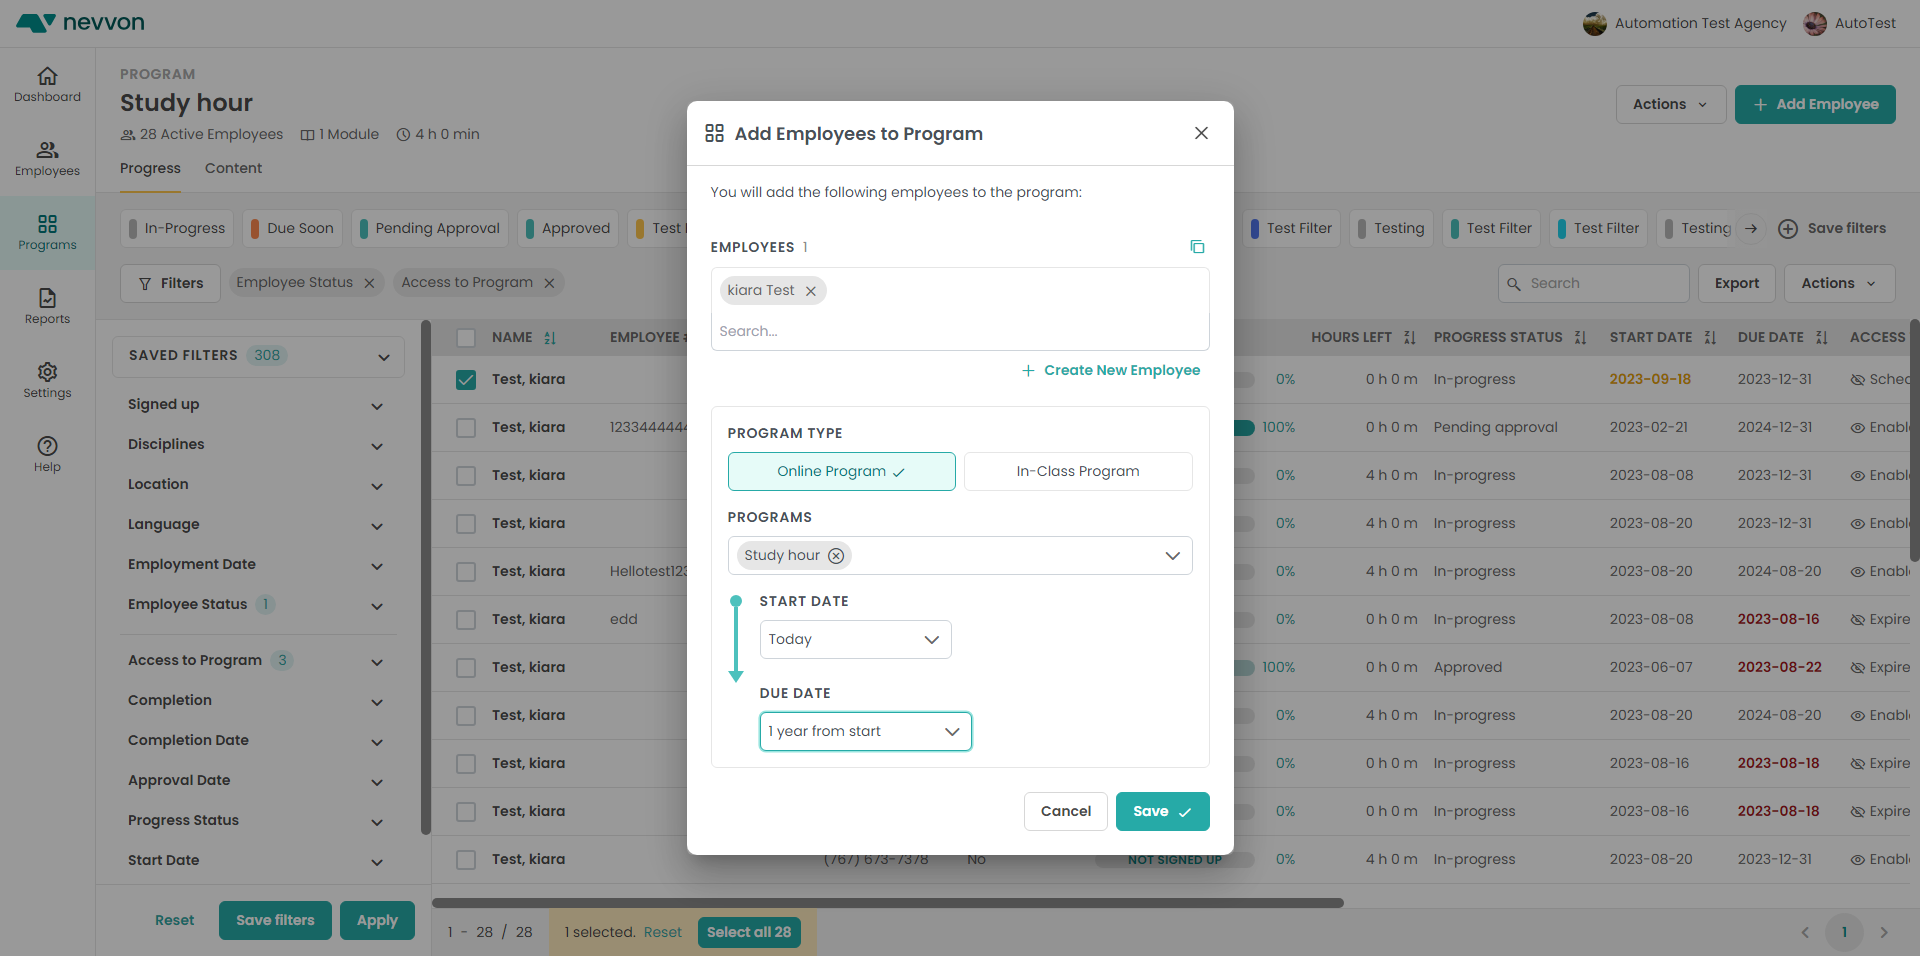 nevvon
Automation Test Agency
AutoTest
Dashboard
Employees
Programs
Reports
Settings
Help
PROGRAM
Study hour
28 Active Employees
1 Module
4 h 0 min
Progress
Content
Actions
Add Employee
In-Progress
Due Soon
Pending Approval
Approved
Test
Test Filter
Testing
Test Filter
Test Filter
Testing
Save filters
Filters
Employee Status
Access to Program
Search
Export
Actions
SAVED FILTERS 308
Signed up
Disciplines
Location
Language
Employment Date
Employee Status 1
Access to Program 3
Completion
Completion Date
Approval Date
Progress Status
Start Date
Reset
Save filters
Apply
NAME EMPLOYEE HOURS LEFT PROGRESS STATUS START DATE DUE DATE ACCESS
Test, kiara 0% 0 h 0 m In-progress 2023-09-18 2023-12-31 Sched
Test, kiara 1233444444 100% 0 h 0 m Pending approval 2023-02-21 2024-12-31 Enabl
Test, kiara 0% 4 h 0 m In-progress 2023-08-08 2023-12-31 Enabl
Test, kiara 0% 4 h 0 m In-progress 2023-08-20 2023-12-31 Enabl
Test, kiara Hellotest123 0% 4 h 0 m In-progress 2023-08-20 2024-08-20 Enabl
Test, kiara edd 0% 4 h 0 m In-progress 2023-08-08 2023-08-16 Expire
Test, kiara 100% 0 h 0 m Approved 2023-06-07 2023-08-22 Expire
Test, kiara 0% 4 h 0 m In-progress 2023-08-20 2024-08-20 Enabl
Test, kiara 0% 0 h 0 m In-progress 2023-08-16 2023-08-18 Expire
Test, kiara 0% 0 h 0 m In-progress 2023-08-16 2023-08-18 Expire
Test, kiara (767) 673-7378 No NOT SIGNED UP 0% 4 h 0 m In-progress 2023-08-20 2023-12-31 Enabl
1 - 28 / 28
1 selected. Reset
Select all 28
1
Add Employees to Program
You will add the following employees to the program:
EMPLOYEES 1
kiara Test
Search...
Create New Employee
PROGRAM TYPE
Online Program
In-Class Program
PROGRAMS
Study hour
START DATE
Today
DUE DATE
1 year from start
Cancel
Save